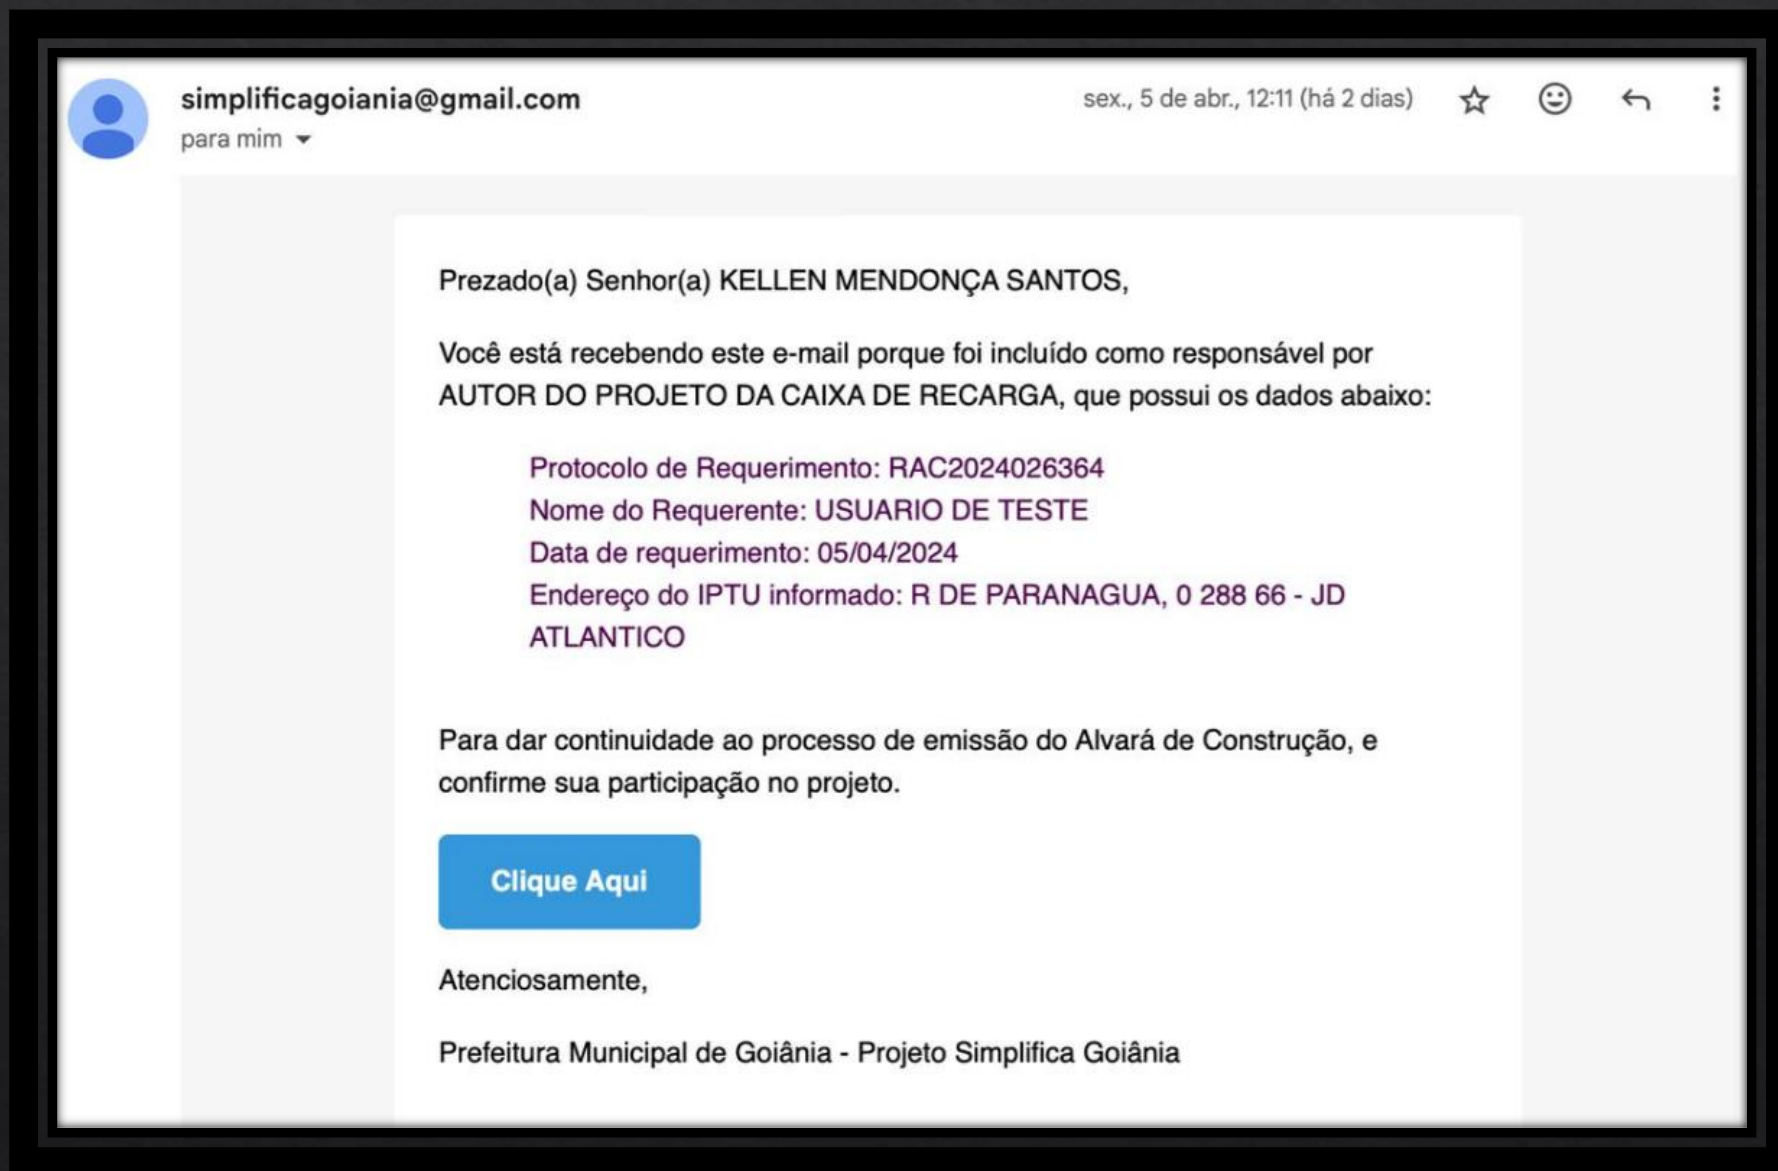 simplificagoiania@gmail.com
sex., 5 de abr., 12:11 (há 2 dias)
para mim
Prezado(a) Senhor(a) KELLEN MENDONÇA SANTOS,
Você está recebendo este e-mail porque foi incluído como responsável por
AUTOR DO PROJETO DA CAIXA DE RECARGA, que possui os dados abaixo:
Protocolo de Requerimento: RAC2024026364
Nome do Requerente: USUARIO DE TESTE
Data de requerimento: 05/04/2024
Endereço do IPTU informado: R DE PARANAGUA, 0 288 66 - JD
ATLANTICO
Para dar continuidade ao processo de emissão do Alvará de Construção, e
confirme sua participação no projeto.
Clique Aqui
Atenciosamente,
Prefeitura Municipal de Goiânia - Projeto Simplifica Goiânia